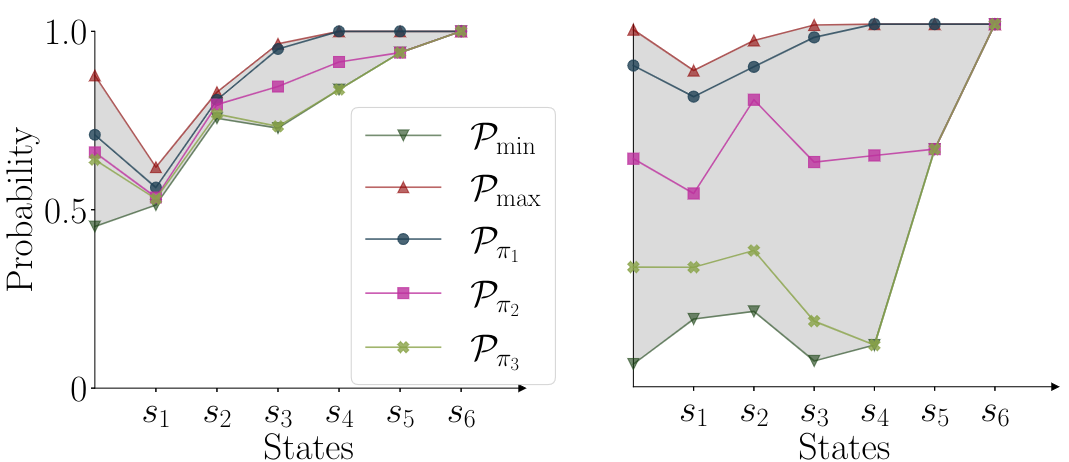 1.0
0.5
0
Probability
𝒫min
𝒫max
𝒫π1
𝒫π2
𝒫π3
s1 s2 s3 s4 s5 s6
States
s1 s2 s3 s4 s5 s6
States